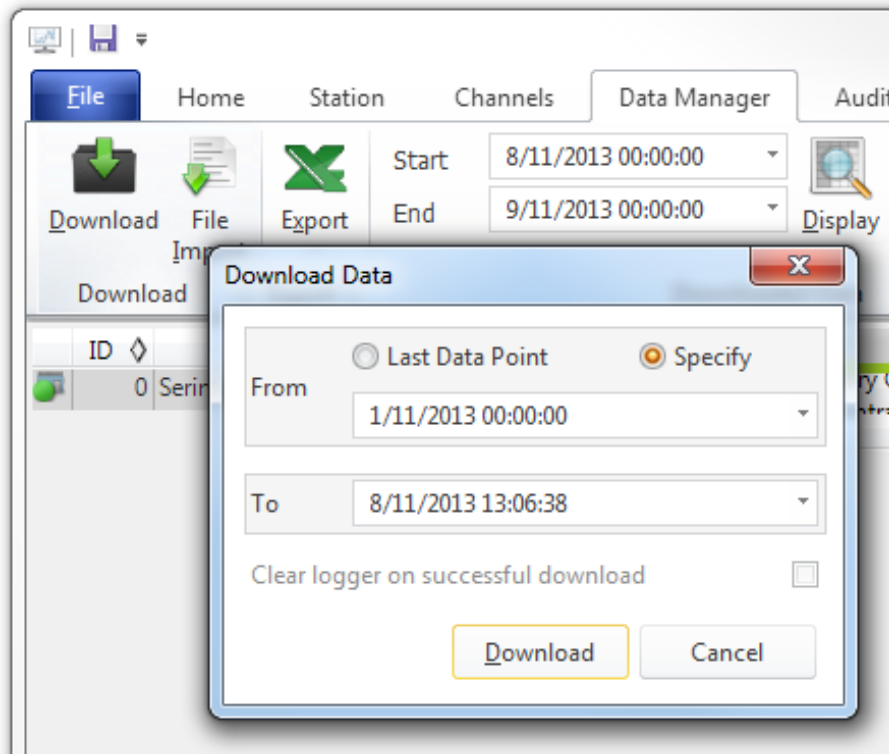 File Home Station Channels Data Manager
Start 8/11/2013 00:00:00
Download File Export End 9/11/2013 00:00:00 Display
Download
Download Data
ID
0
Last Data Point Specify
From
1/11/2013 00:00:00
To 8/11/2013 13:06:38
Clear logger on successful download
Download Cancel